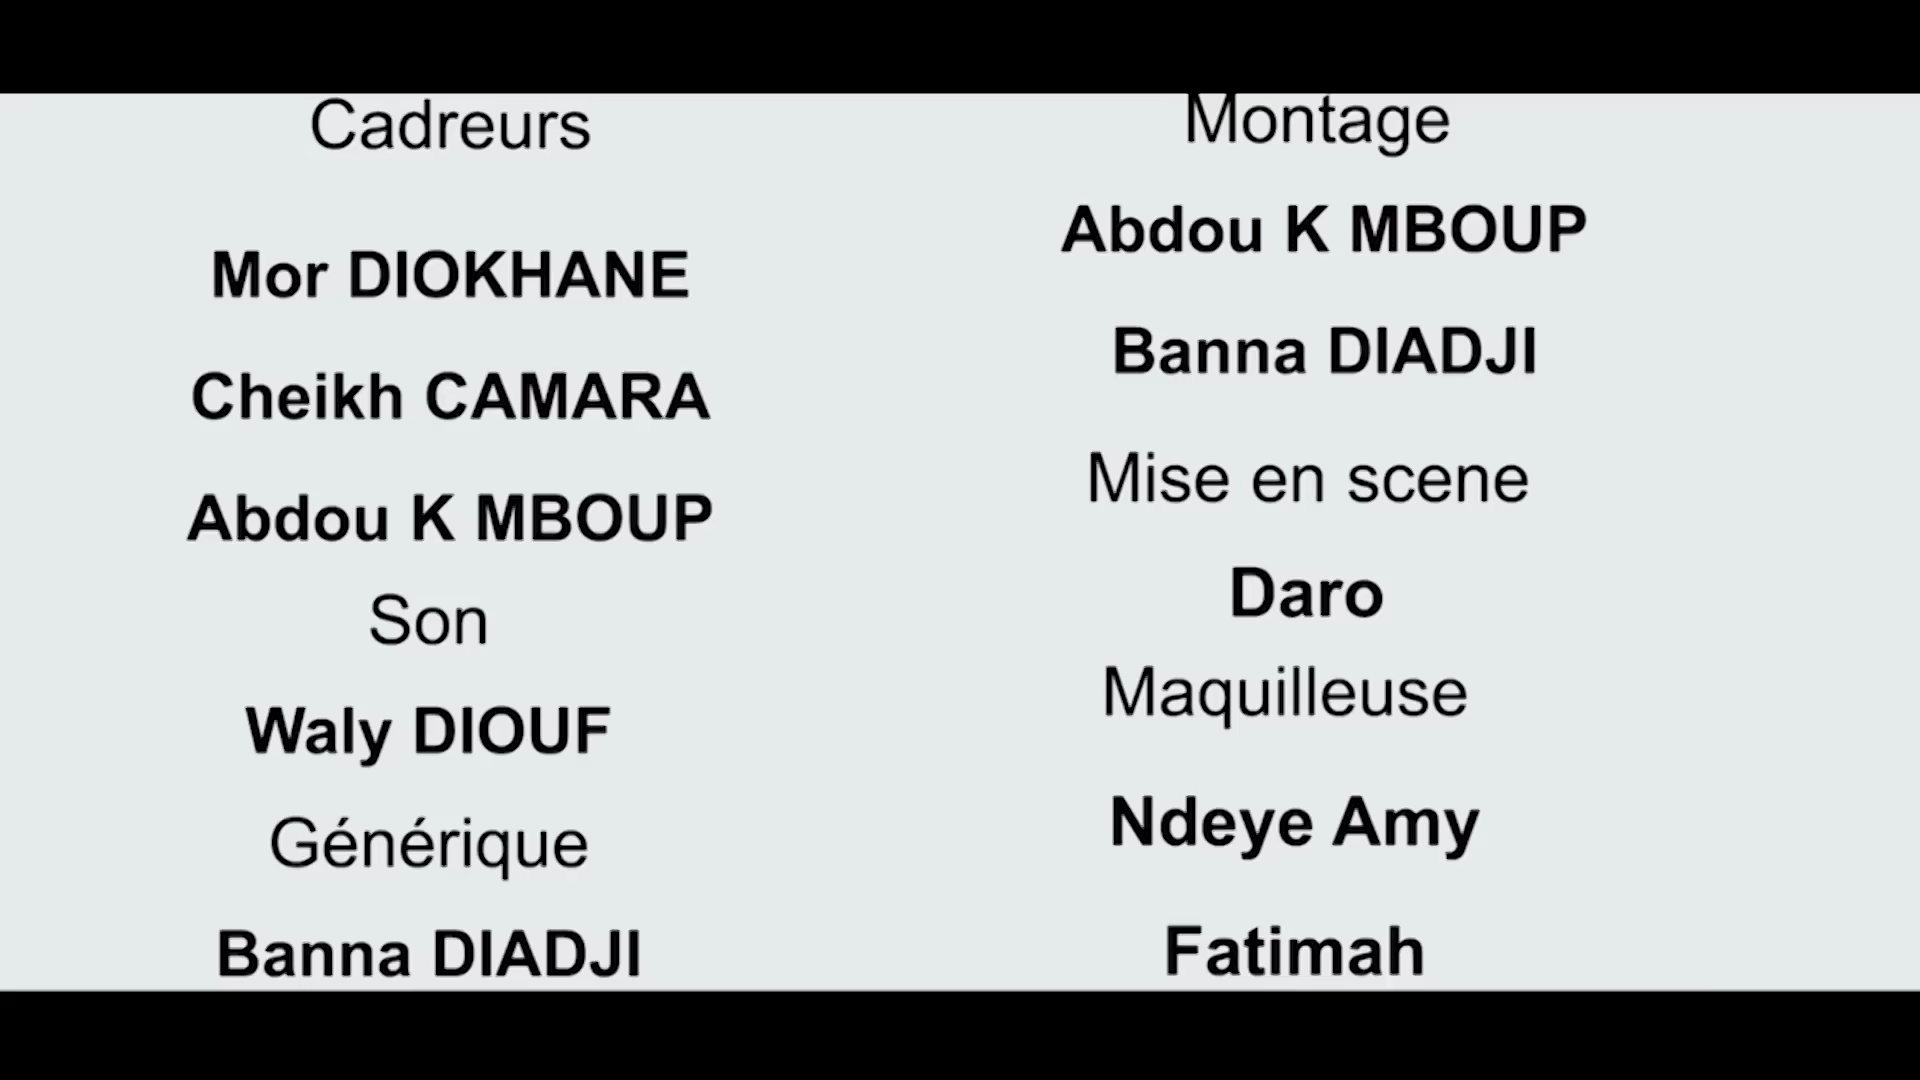 Cadreurs
Mor DIOKHANE
Cheikh CAMARA
Abdou K MBOUP
Son
Waly DIOUF
Générique
Banna DIADJI
Montage
Abdou K MBOUP
Banna DIADJI
Mise en scene
Daro
Maquilleuse
Ndeye Amy
Fatimah